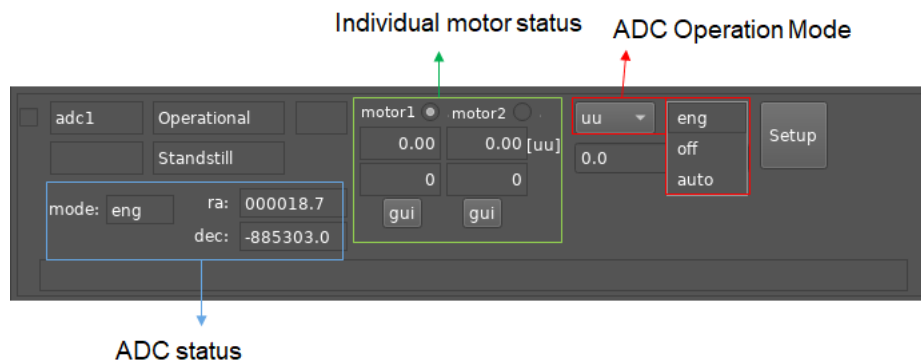 Individual motor status
ADC Operation Mode
adc1 Operational motor1 motor2 uu eng
Standstill 0.00 0.00 [uu] 0.0 off Setup
0 0 auto
mode: eng ra: 000018.7 gui gui
dec: -885303.0
ADC status